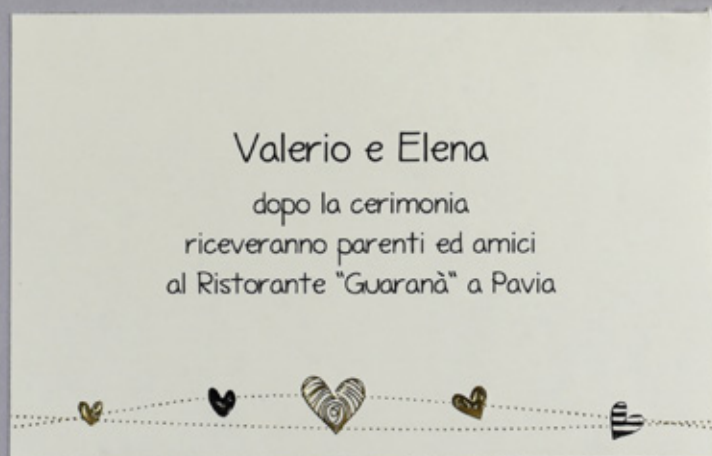 Valerio e Elena
dopo la cerimonia
riceveranno parenti ed amici
al Ristorante "Guaranà" a Pavia